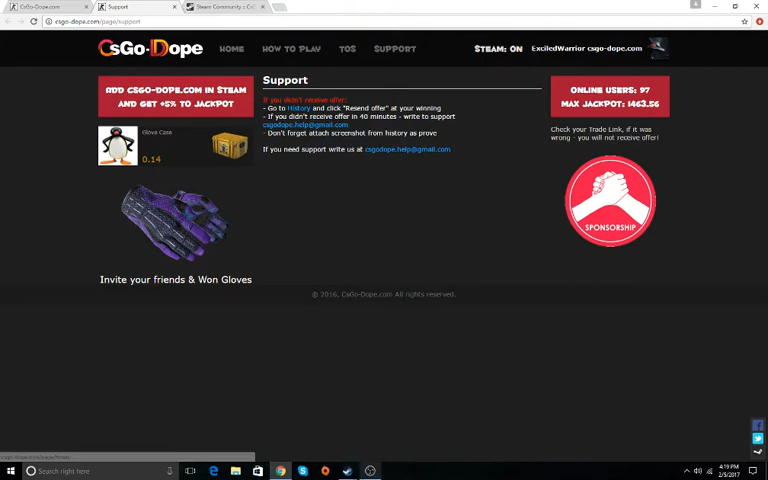 CsGo-Dope.com
Support
Steam Community :: CsG
csgo-dope.com/page/support
CsGo-Dope
HOME
HOW TO PLAY
TOS
SUPPORT
STEAM: ON
ExciledWarrior csgo-dope.com
ADD CSGO-DOPE.COM IN STEAM
AND GET +5% TO JACKPOT
Glove Case
0.14
Invite your friends & Won Gloves
Support
If you didn't receive offer:
- Go to History and click "Resend offer" at your winning
- If you didn't receive offer in 40 minutes - write to support
csgodope.help@gmail.com
- Don't forget attach screenshot from history as prove
If you need support write us at csgodope.help@gmail.com
ONLINE USERS: 97
MAX JACKPOT: 1463.56
Check your Trade Link, if it was
wrong - you will not receive offer!
SPONSORSHIP
© 2016, CsGo-Dope.com All rights reserved.
Search right here
4:19 PM
2/5/2017